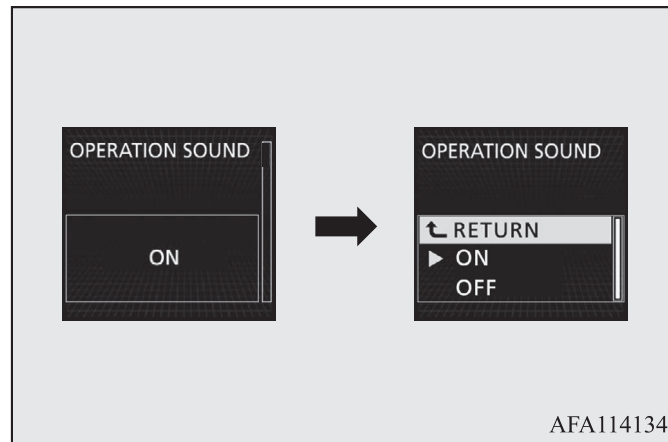 OPERATION SOUND
ON
OPERATION SOUND
RETURN
ON
OFF
AFA114134